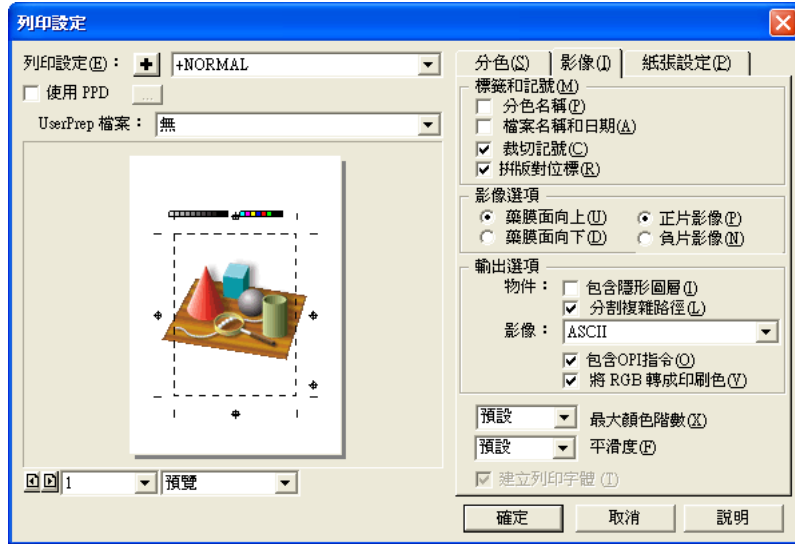 列印設定
列印設定(E)： +NORMAL
使用 PPD ...
UserPrep 檔案： 無
1 預覽
分色(S) 影像(I) 紙張設定(P)
標籤和記號(M)
分色名稱(P)
檔案名稱和日期(A)
裁切記號(C)
拼版對位標(R)
影像選項
藥膜面向上(U) 正片影像(P)
藥膜面向下(D) 負片影像(N)
輸出選項
物件： 包含隱形圖層(I)
分割複雜路徑(L)
影像： ASCII
包含OPI指令(O)
將 RGB 轉成印刷色(V)
預設 最大顏色階數(X)
預設 平滑度(F)
建立列印字體 (T)
確定 取消 說明